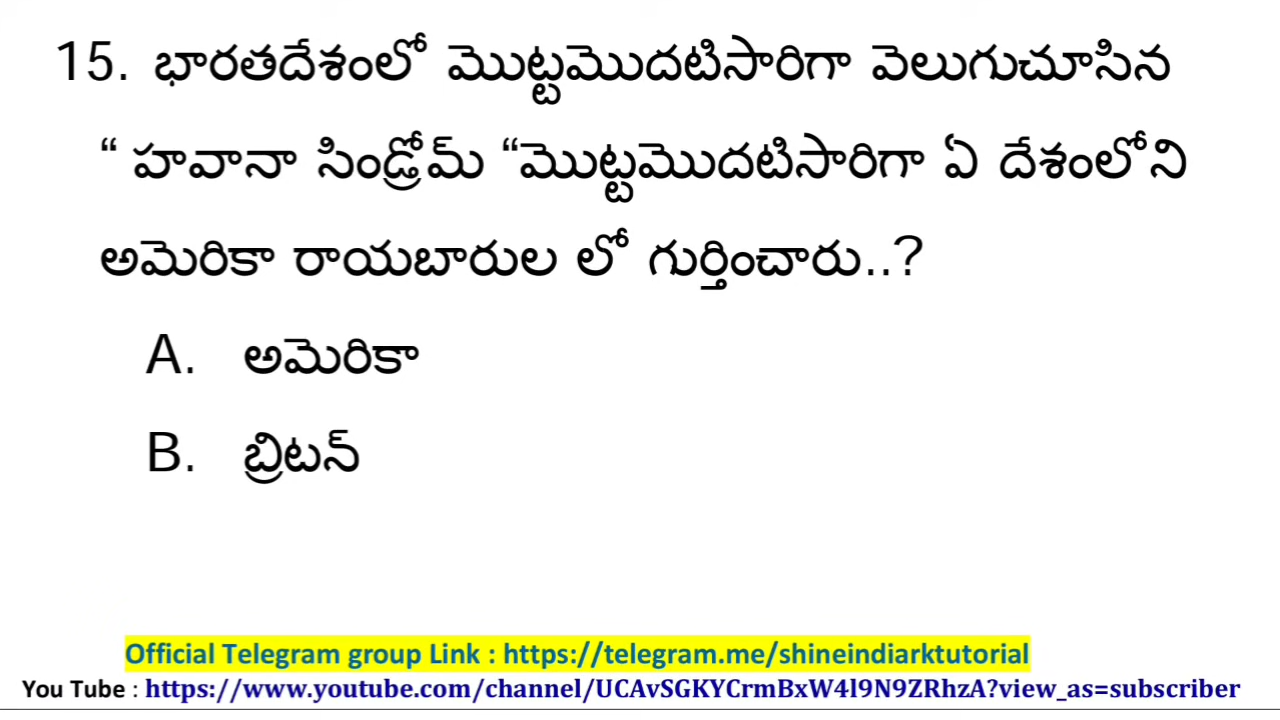 15. భారతదేశంలో మొట్టమొదటిసారిగా వెలుగుచూసిన
“ హవానా సిండ్రోమ్ “మొట్టమొదటిసారిగా ఏ దేశంలోని
అమెరికా రాయబారుల లో గుర్తించారు..?
A. అమెరికా
B. బ్రిటన్
Official Telegram group Link : https://telegram.me/shineindiarktutorial
You Tube : https://www.youtube.com/channel/UCAvSGKYCrmBxW4l9N9ZRhzA?view_as=subscriber